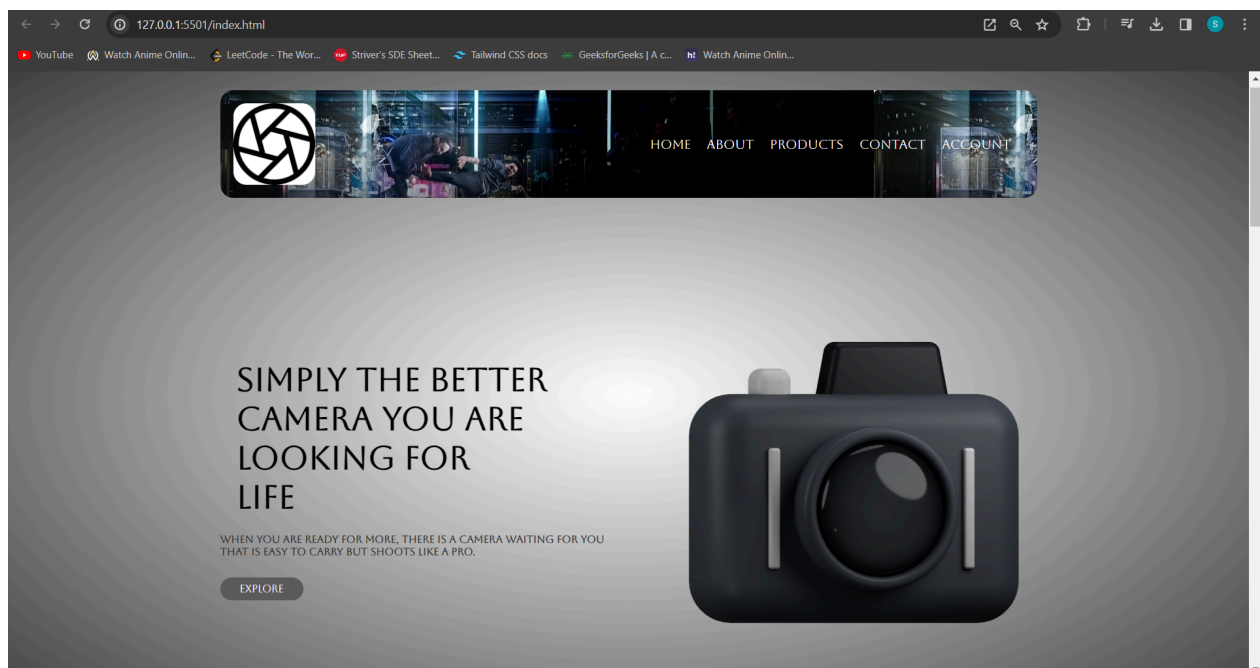 127.0.0.1:5501/index.html
S
YouTube Watch Anime Onlin... LeetCode - The Wor... Striver's SDE Sheet... Tailwind CSS docs GeeksforGeeks | A c... h! Watch Anime Onlin...
HOME ABOUT PRODUCTS CONTACT ACCOUNT
SIMPLY THE BETTER
CAMERA YOU ARE
LOOKING FOR
LIFE
WHEN YOU ARE READY FOR MORE, THERE IS A CAMERA WAITING FOR YOU
THAT IS EASY TO CARRY BUT SHOOTS LIKE A PRO.
EXPLORE